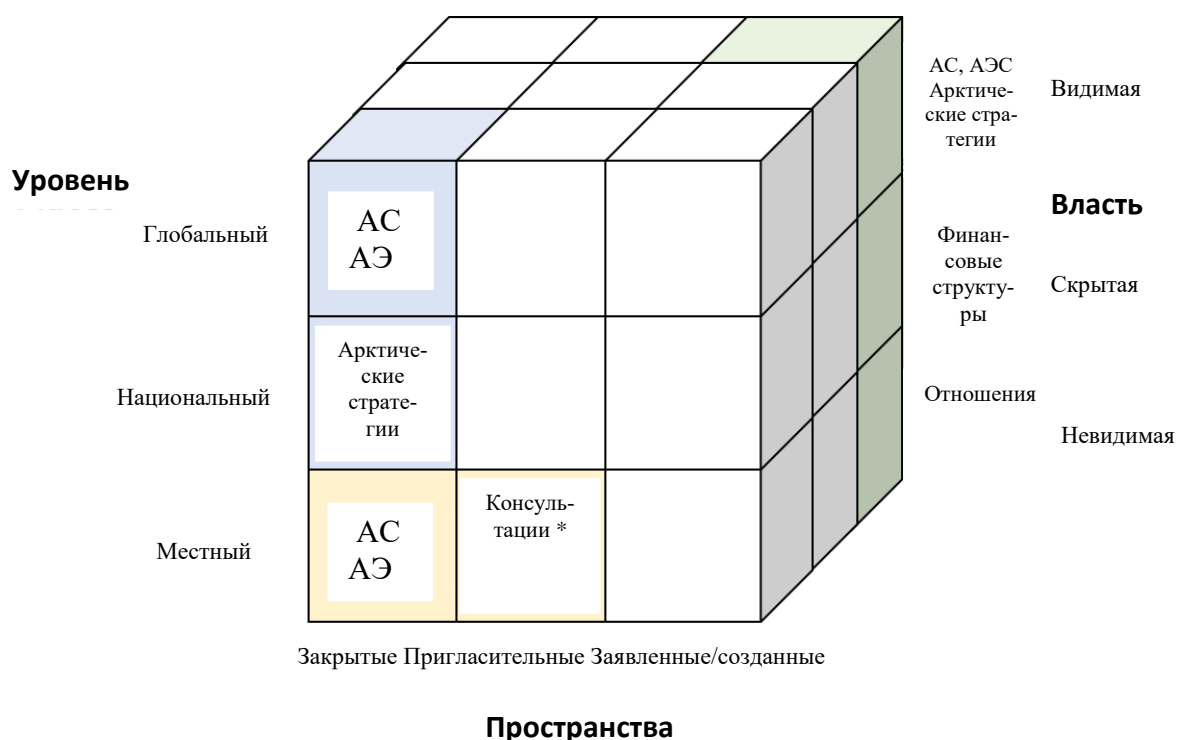 АС, АЭС
Арктиче-
ские стра-
тегии
Видимая
Уровень
Власть
Глобальный
АС
АЭ
Финан-
совые
структу-
ры
Скрытая
Национальный
Арктиче-
ские
страте-
гии
Отношения
Невидимая
Местный
АС
АЭ
Консуль-
тации *
Закрытые Пригласительные Заявленные/созданные
Пространства